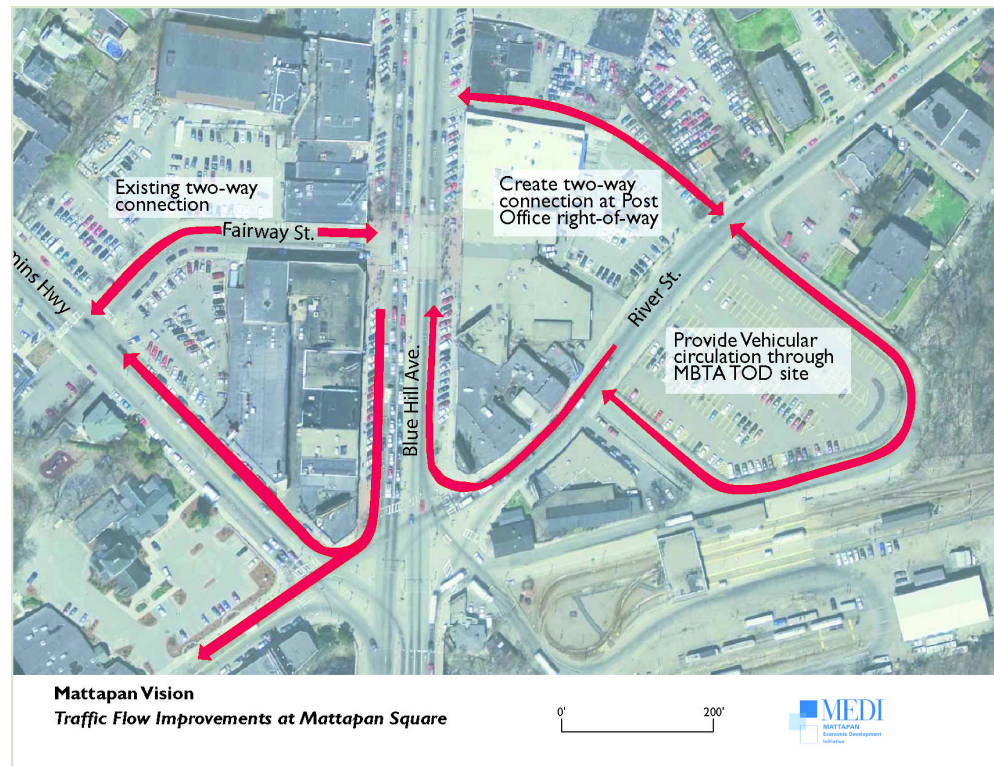 Existing two-way
connection
Fairway St.
mins Hwy
Create two-way
connection at Post
Office right-of-way
River St.
Blue Hill Ave.
Provide Vehicular
circulation through
MBTA TOD site
Mattapan Vision
Traffic Flow Improvements at Mattapan Square
0'
200'
MEDI
MATTAPAN
Economic Development
Initiative